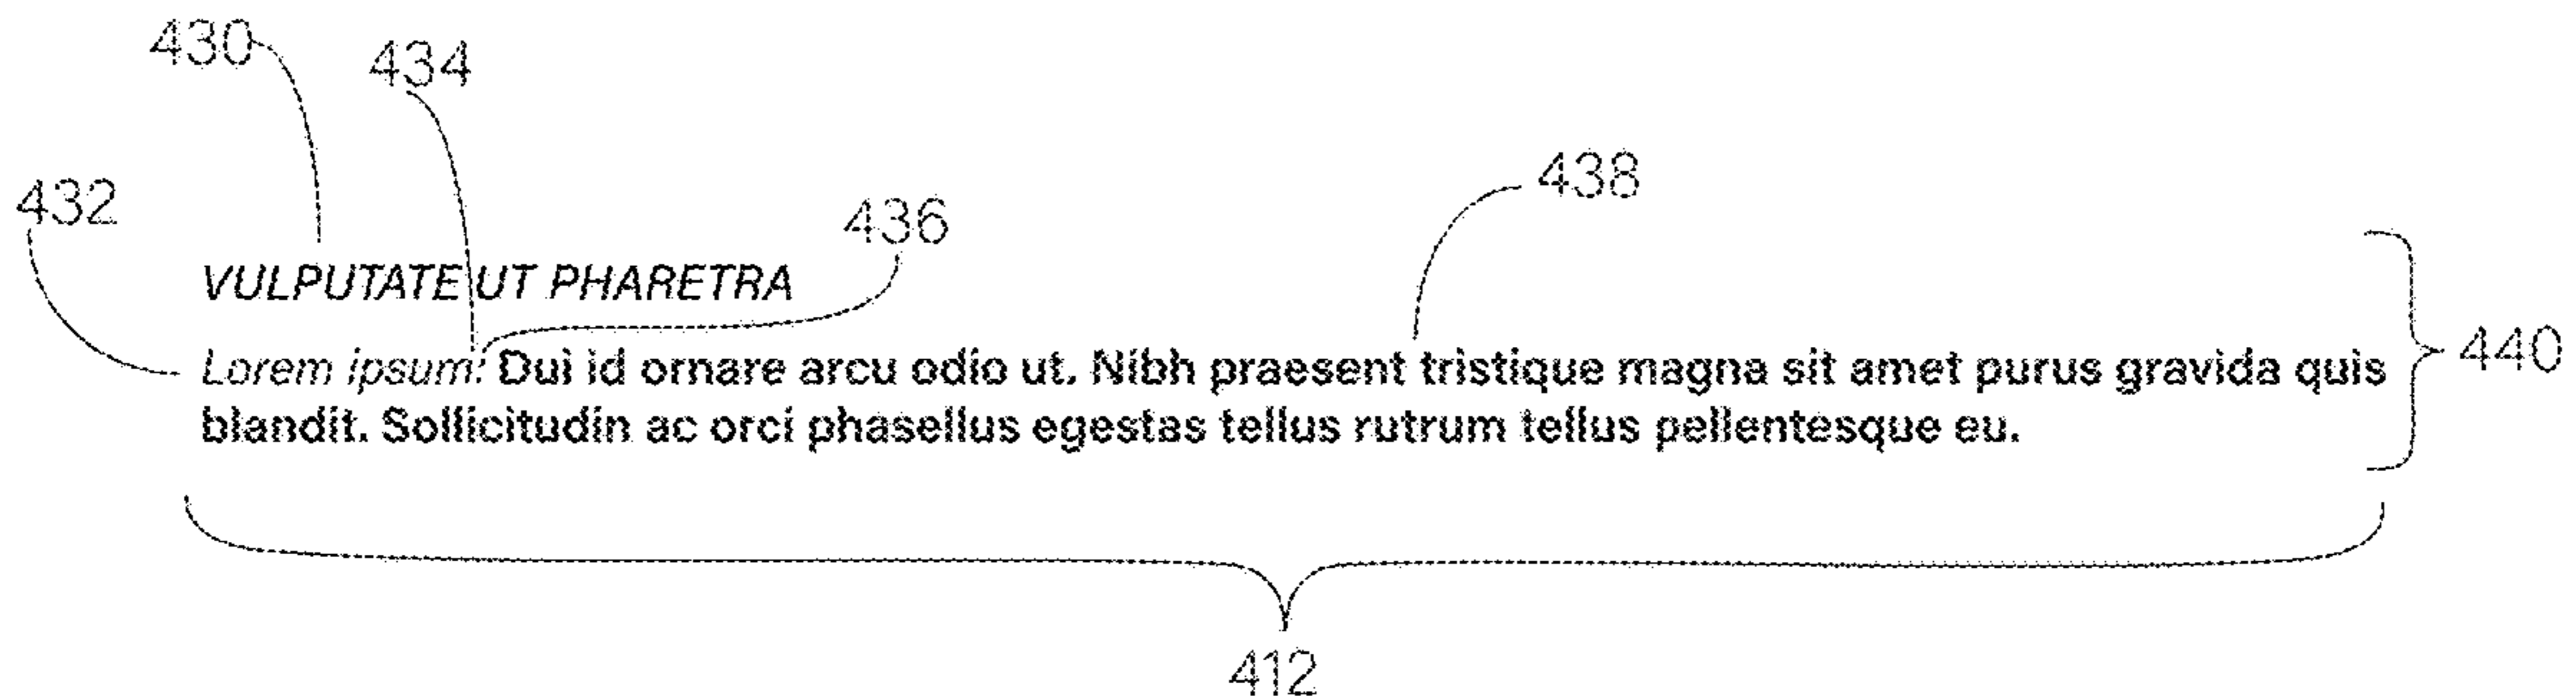 430
434
438
432
436
VULPUTATE UT PHARETRA
440
Lorem ipsum: Dui id ornare arcu odio ut. Nibh praesent tristique magna sit amet purus gravida quis
blandit. Sollicitudin ac orci phasellus egestas tellus rutrum tellus pellentesque eu.
412